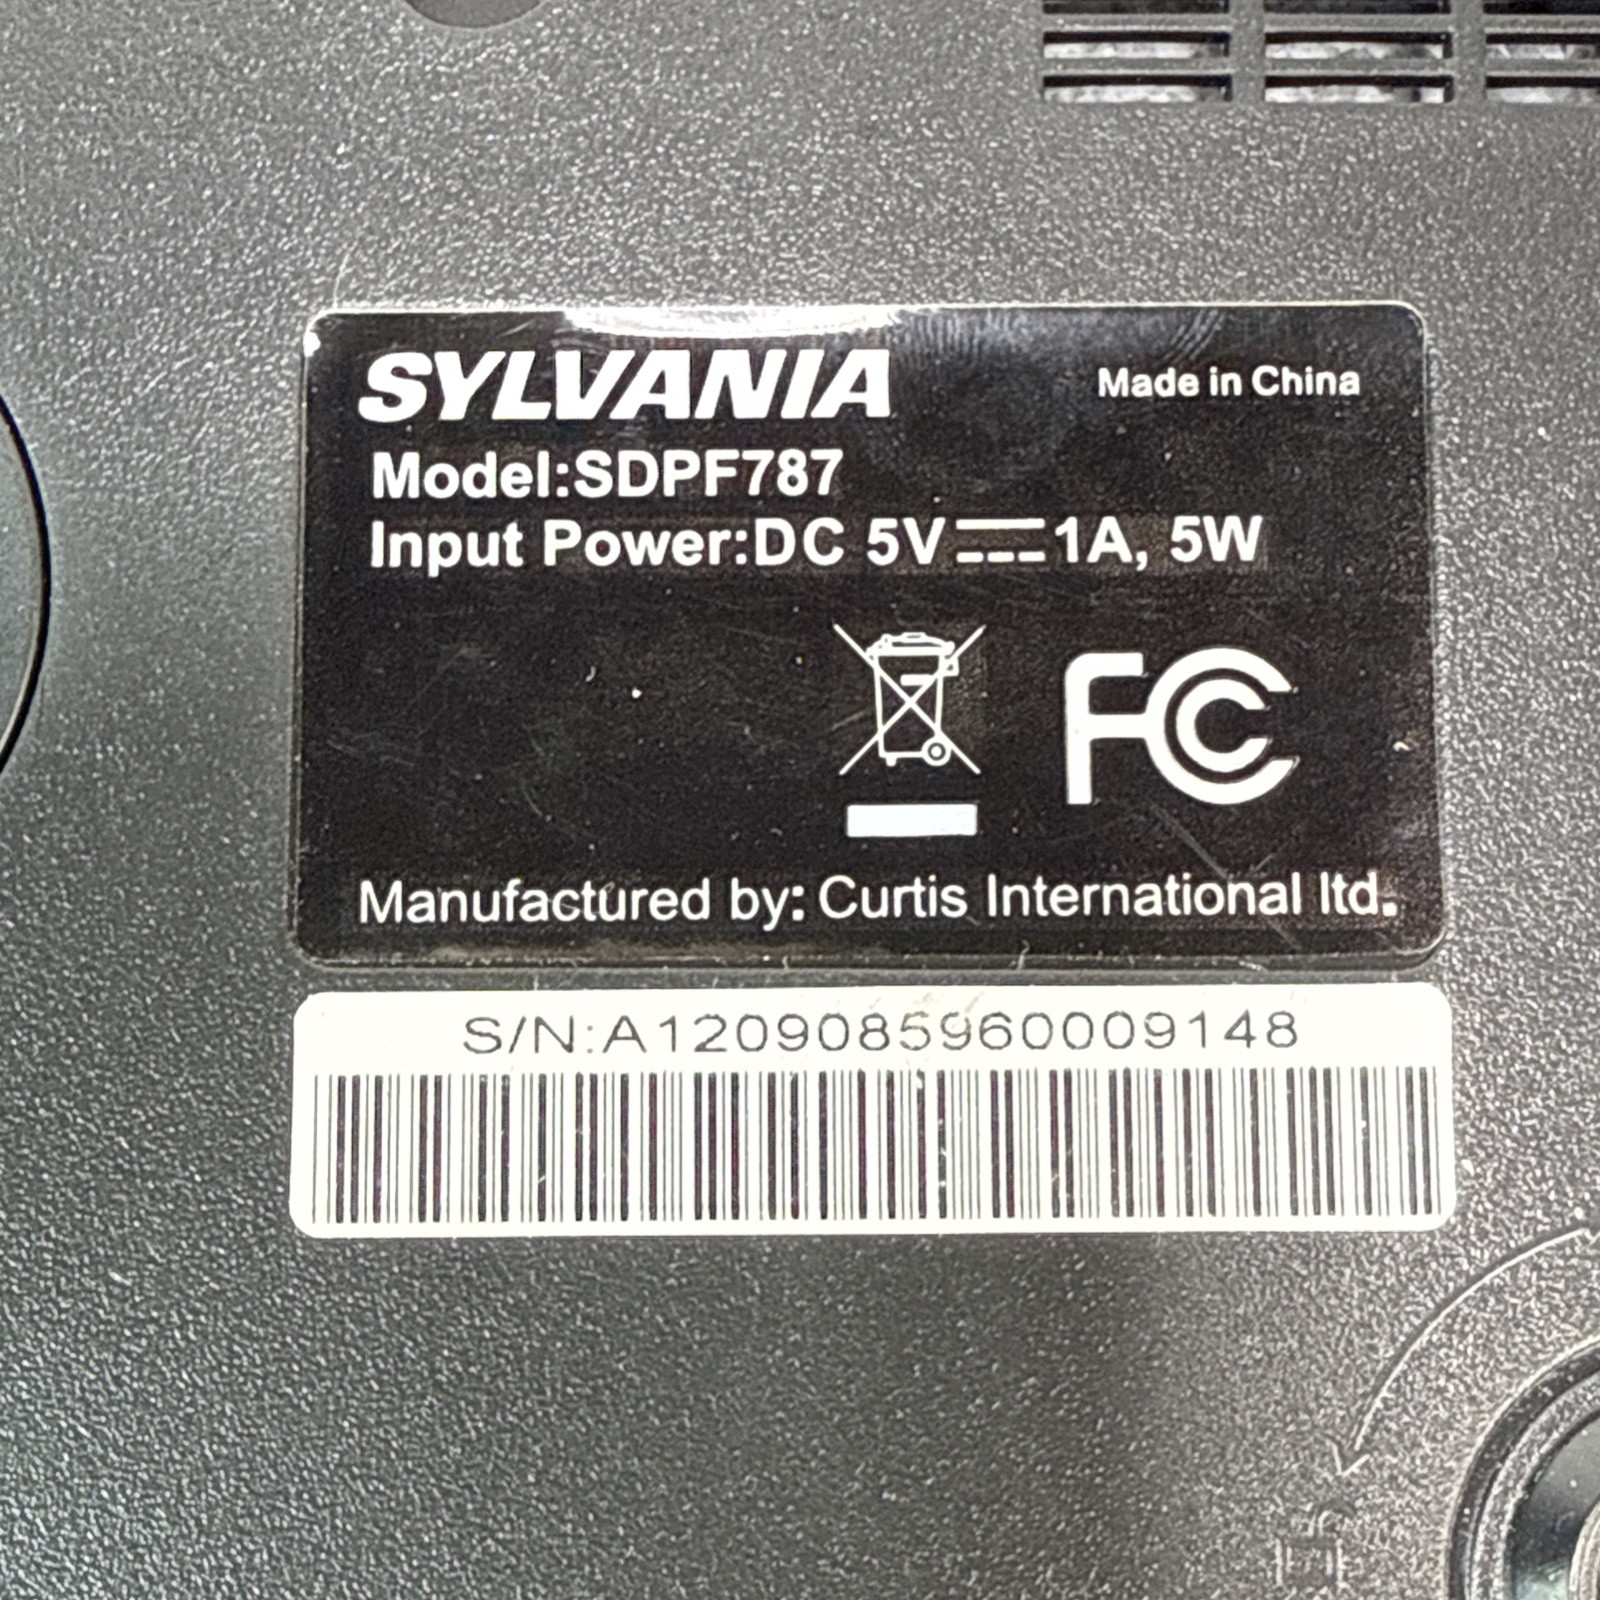 SYLVANIA
Made in China
Model:SDPF787
Input Power:DC 5V⎓1A, 5W
FC
Manufactured by: Curtis International ltd.
S/N:A1209085960009148